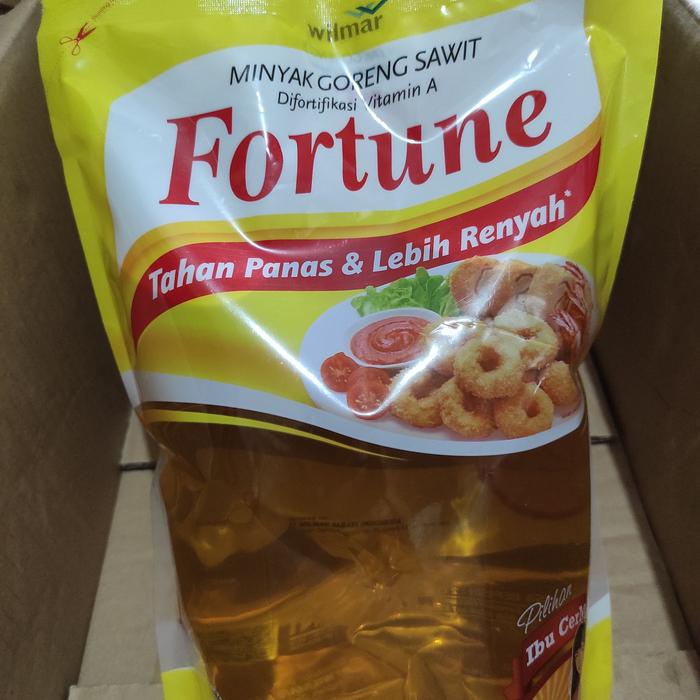 wilmar
MINYAK GORENG SAWIT
Difortifikasi Vitamin A
Fortune
Tahan Panas & Lebih Renyah*
Pilihan
Ibu